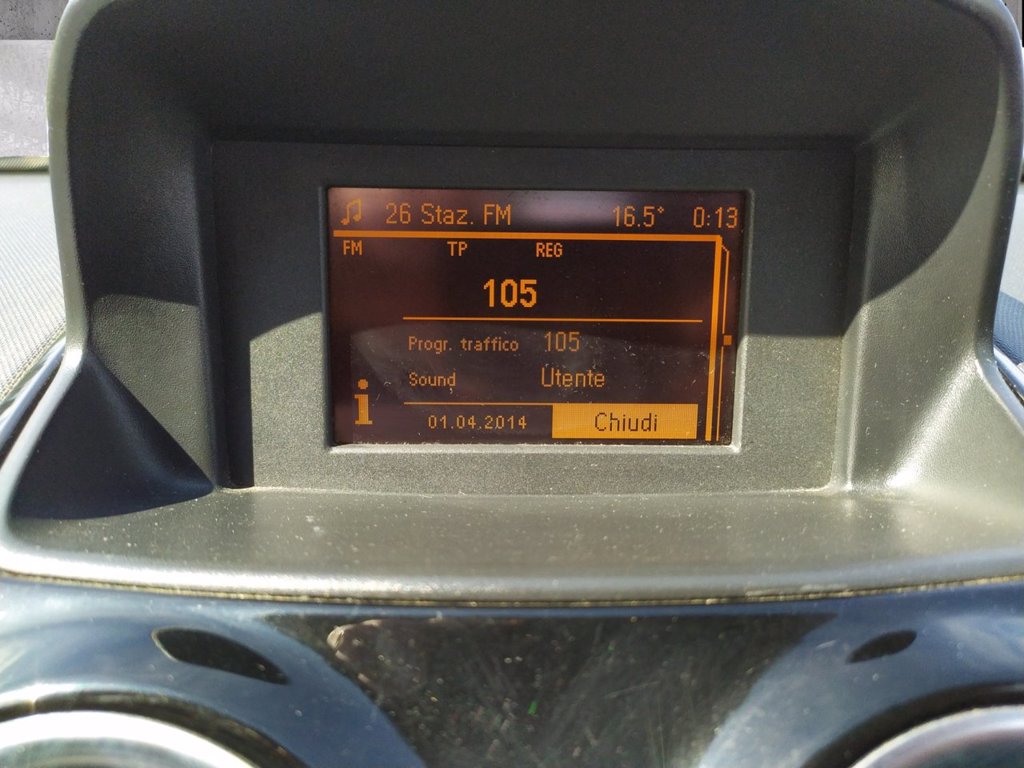 26 Staz. FM 16.5° 0:13
FM TP REG
105
Progr. traffico 105
Sound Utente
i 01.04.2014 Chiudi